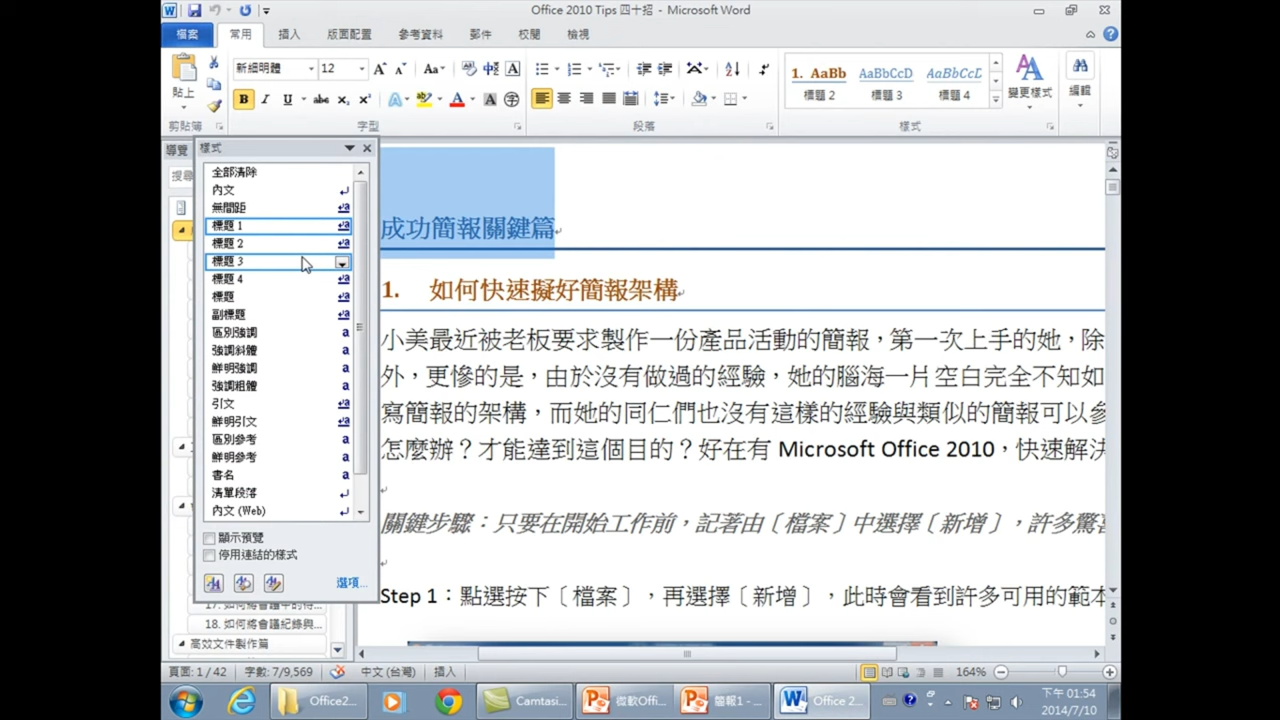 Office 2010 Tips 四十招 - Microsoft Word
檔案 常用 插入 版面配置 參考資料 郵件 校閱 檢視
新細明體 12
1. AaBb AaBbCcD AaBbCcL
貼上 標題 2 標題 3 標題 4 變更樣式 編輯
剪貼簿 字型 段落 樣式
導覽
樣式
搜尋
全部清除
內文
無間距
標題 1
標題 2
標題 3
標題 4
標題
副標題
區別強調
強調斜體
鮮明強調
強調粗體
引文
鮮明引文
區別參考
鮮明參考
書名
清單段落
內文 (Web)
顯示預覽
停用連結的樣式
選項...
18. 如何將會議紀錄與...
高效文件製作篇
成功簡報關鍵篇
1. 如何快速擬好簡報架構
小美最近被老板要求製作一份產品活動的簡報，第一次上手的她，除
外，更慘的是，由於沒有做過的經驗，她的腦海一片空白完全不知如
寫簡報的架構，而她的同仁們也沒有這樣的經驗與類似的簡報可以參
怎麼辦？才能達到這個目的？好在有 Microsoft Office 2010，快速解決
關鍵步驟：只要在開始工作前，記著由〔檔案〕中選擇〔新增〕，許多驚喜
Step 1：點選按下〔檔案〕，再選擇〔新增〕，此時會看到許多可用的範本
頁面: 1 / 42 字數: 7/9,569 中文 (台灣) 插入 164%
Office2... Camtasi... 微軟Offi... 簡報1 - ... Office 2...
下午 01:54
2014/7/10